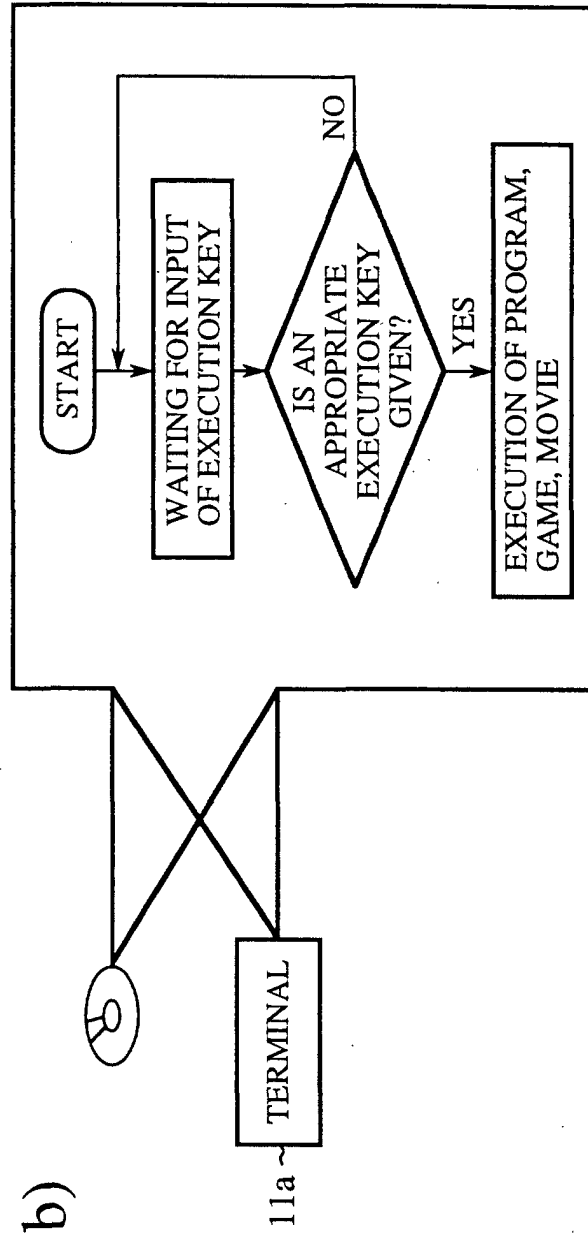 b)
11a
TERMINAL
START
WAITING FOR INPUT
OF EXECUTION KEY
IS AN
APPROPRIATE
EXECUTION KEY
GIVEN?
NO
YES
EXECUTION OF PROGRAM,
GAME, MOVIE